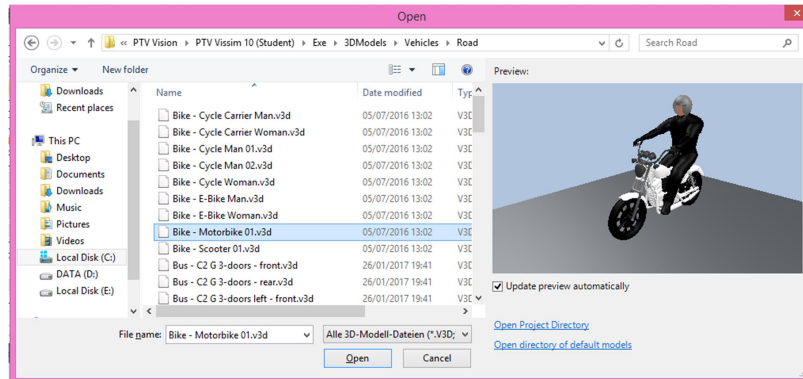 Open
« PTV Vision › PTV Vissim 10 (Student) › Exe › 3DModels › Vehicles › Road
Search Road
Organize
New folder
Preview:
Downloads
Recent places
This PC
Desktop
Documents
Downloads
Music
Pictures
Videos
Local Disk (C:)
DATA (D:)
Local Disk (E:)
Name Date modified Typ
Bike - Cycle Carrier Man.v3d 05/07/2016 13:02 V3D
Bike - Cycle Carrier Woman.v3d 05/07/2016 13:02 V3D
Bike - Cycle Man 01.v3d 05/07/2016 13:02 V3D
Bike - Cycle Man 02.v3d 05/07/2016 13:02 V3D
Bike - Cycle Woman.v3d 05/07/2016 13:02 V3D
Bike - E-Bike Man.v3d 05/07/2016 13:02 V3D
Bike - E-Bike Woman.v3d 05/07/2016 13:02 V3D
Bike - Motorbike 01.v3d 05/07/2016 13:02 V3D
Bike - Scooter 01.v3d 05/07/2016 13:02 V3D
Bus - C2 G 3-doors - front.v3d 26/01/2017 19:41 V3D
Bus - C2 G 3-doors - rear.v3d 26/01/2017 19:41 V3D
Bus - C2 G 3-doors left - front.v3d 26/01/2017 19:41 V3D
Update preview automatically
File name: Bike - Motorbike 01.v3d
Alle 3D-Modell-Dateien (*.V3D;
Open
Cancel
Open Project Directory
Open directory of default models